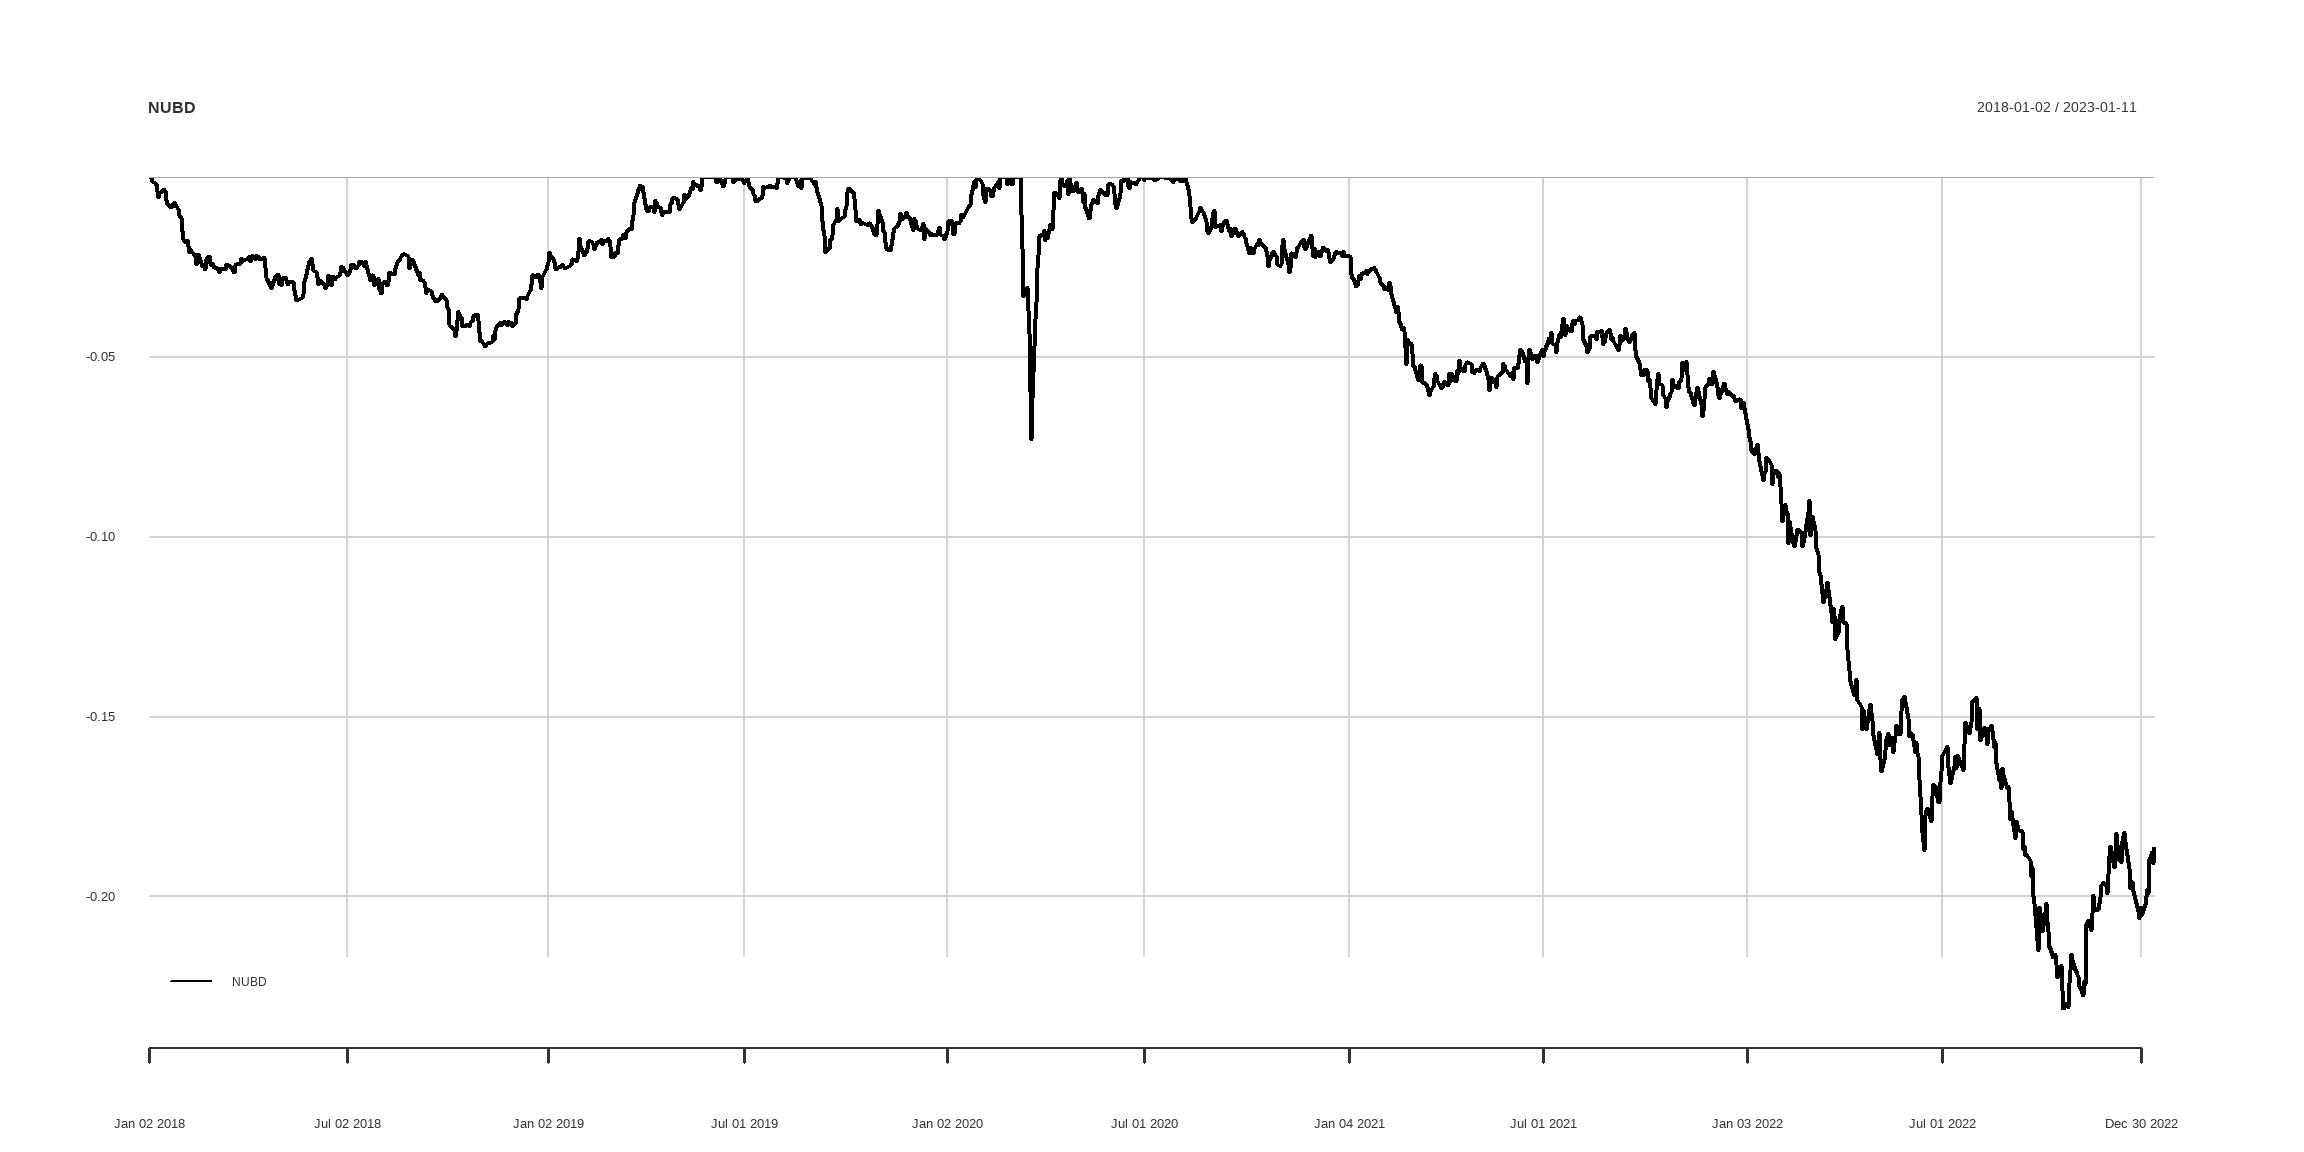 NUBD
2018-01-02 / 2023-01-11
-0.05
-0.10
-0.15
-0.20
NUBD
Jan 02 2018
Jul 02 2018
Jan 02 2019
Jul 01 2019
Jan 02 2020
Jul 01 2020
Jan 04 2021
Jul 01 2021
Jan 03 2022
Jul 01 2022
Dec 30 2022